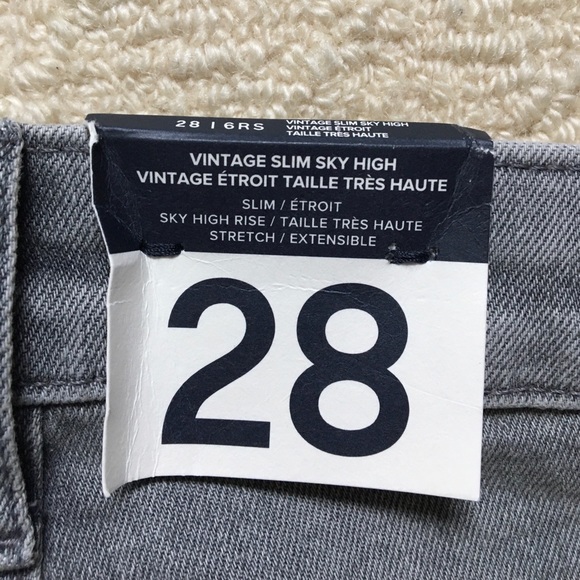 28 | 6RS
VINTAGE SLIM SKY HIGH
VINTAGE ÉTROIT
TAILLE TRÈS HAUTE
VINTAGE SLIM SKY HIGH
VINTAGE ÉTROIT TAILLE TRÈS HAUTE
SLIM / ÉTROIT
SKY HIGH RISE / TAILLE TRÈS HAUTE
STRETCH / EXTENSIBLE
28